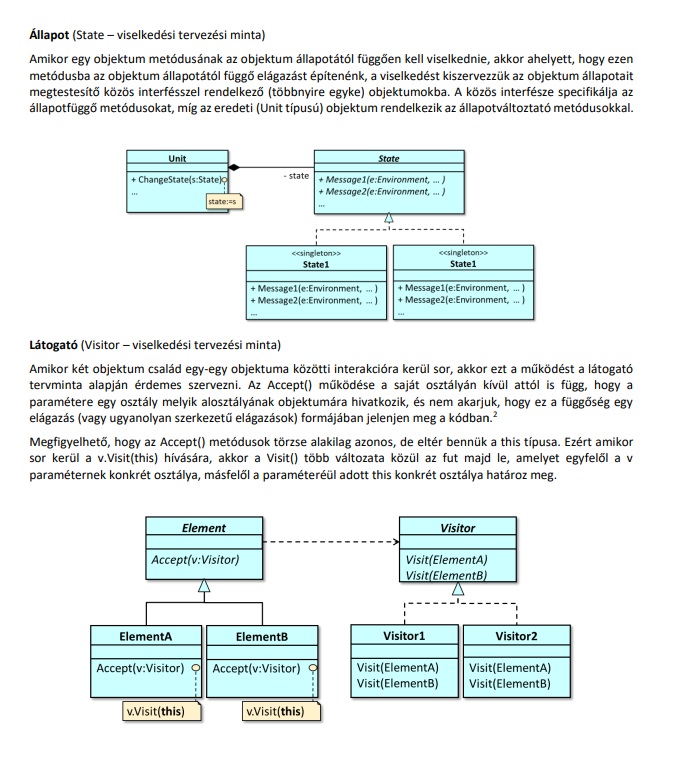 Állapot (State – viselkedési tervezési minta)
Amikor egy objektum metódusának az objektum állapotától függően kell viselkednie, akkor ahelyett, hogy ezen
metódusba az objektum állapotától függő elágazást építenénk, a viselkedést kiszervezzük az objektum állapotait
megtestesítő közös interfésszel rendelkező (többnyire egyke) objektumokba. A közös interfésze specifikálja az
állapotfüggő metódusokat, míg az eredeti (Unit típusú) objektum rendelkezik az állapotváltoztató metódusokkal.
Unit
+ ChangeState(s:State)
...
state:=s
- state
State
+ Message1(e:Environment, ... )
+ Message2(e:Environment, ... )
...
<<singleton>>
State1
+ Message1(e:Environment, ... )
+ Message2(e:Environment, ... )
...
<<singleton>>
State1
+ Message1(e:Environment, ... )
+ Message2(e:Environment, ... )
...
Látogató (Visitor – viselkedési tervezési minta)
Amikor két objektum család egy-egy objektuma közötti interakcióra kerül sor, akkor ezt a működést a látogató
tervminta alapján érdemes szervezni. Az Accept() működése a saját osztályán kívül attól is függ, hogy a
paramétere egy osztály melyik alosztályának objektumára hivatkozik, és nem akarjuk, hogy ez a függőség egy
elágazás (vagy ugyanolyan szerkezetű elágazások) formájában jelenjen meg a kódban.2
Megfigyelhető, hogy az Accept() metódusok törzse alakilag azonos, de eltér bennük a this típusa. Ezért amikor
sor kerül a v.Visit(this) hívására, akkor a Visit() több változata közül az fut majd le, amelyet egyfelől a v
paraméternek konkrét osztálya, másfelől a paraméteréül adott this konkrét osztálya határoz meg.
Element
Accept(v:Visitor)
Visitor
Visit(ElementA)
Visit(ElementB)
ElementA
Accept(v:Visitor)
v.Visit(this)
ElementB
Accept(v:Visitor)
v.Visit(this)
Visitor1
Visit(ElementA)
Visit(ElementB)
Visitor2
Visit(ElementA)
Visit(ElementB)